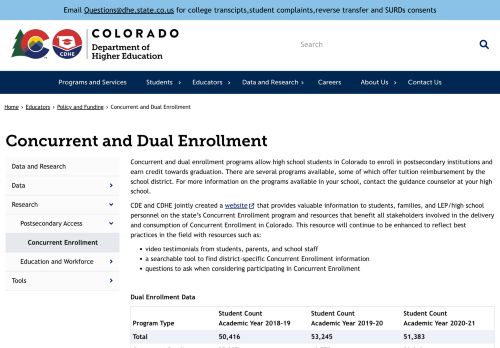 Email Questions@dhe.state.co.us for college transcipts,student complaints,reverse transfer and SURDs consents
CDHE
COLORADO
Department of
Higher Education
Search
Programs and Services
Students
Educators
Data and Research
Careers
About Us
Contact Us
Home › Educators › Policy and Funding › Concurrent and Dual Enrollment
Concurrent and Dual Enrollment
Data and Research
Data
Research
Postsecondary Access
Concurrent Enrollment
Education and Workforce
Tools
Concurrent and dual enrollment programs allow high school students in Colorado to enroll in postsecondary institutions and
earn credit towards graduation. There are several programs available, some of which offer tuition reimbursement by the
school district. For more information on the programs available in your school, contact the guidance counselor at your high
school.
CDE and CDHE jointly created a website that provides valuable information to students, families, and LEP/high school
personnel on the state's Concurrent Enrollment program and resources that benefit all stakeholders involved in the delivery
and consumption of Concurrent Enrollment in Colorado. This resource will continue to be enhanced to reflect best
practices in the field with resources such as:
• video testimonials from students, parents, and school staff
• a searchable tool to find district-specific Concurrent Enrollment information
• questions to ask when considering participating in Concurrent Enrollment
Dual Enrollment Data
Student Count Student Count Student Count
Program Type Academic Year 2018-19 Academic Year 2019-20 Academic Year 2020-21
Total 50,416 53,245 51,383